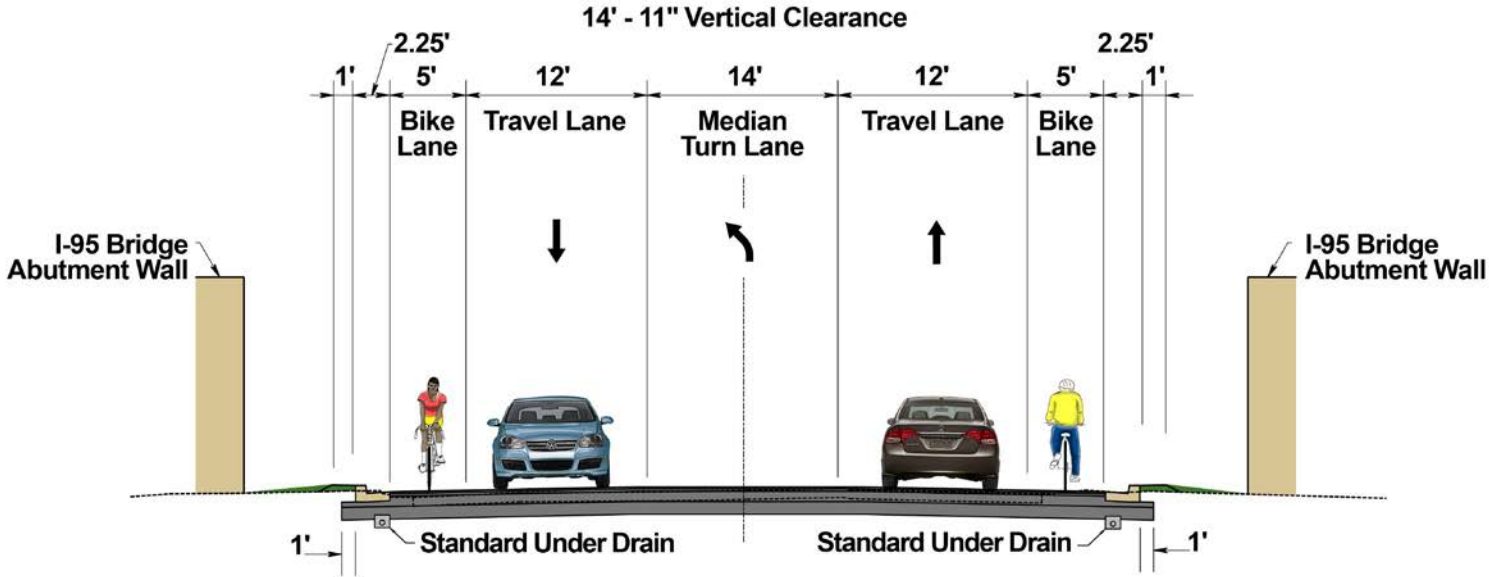 14' - 11" Vertical Clearance
2.25'
2.25'
1'
5'
12'
14'
12'
5'
1'
Bike
Lane
Travel Lane
Median
Turn Lane
Travel Lane
Bike
Lane
I-95 Bridge
Abutment Wall
I-95 Bridge
Abutment Wall
1'
Standard Under Drain
Standard Under Drain
1'